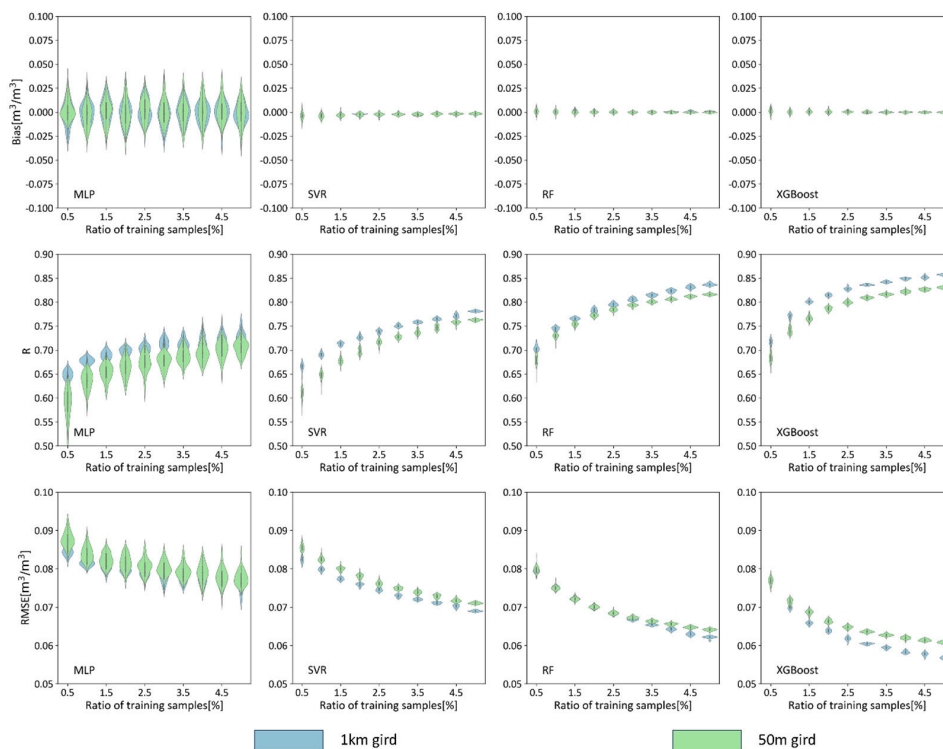 0.100
0.075
0.050
0.025
0.000
-0.025
-0.050
-0.075
-0.100
Bias[m³/m³]
MLP
0.5 1.5 2.5 3.5 4.5
Ratio of training samples[%]
0.100
0.075
0.050
0.025
0.000
-0.025
-0.050
-0.075
-0.100
SVR
0.5 1.5 2.5 3.5 4.5
Ratio of training samples[%]
0.100
0.075
0.050
0.025
0.000
-0.025
-0.050
-0.075
-0.100
RF
0.5 1.5 2.5 3.5 4.5
Ratio of training samples[%]
0.100
0.075
0.050
0.025
0.000
-0.025
-0.050
-0.075
-0.100
XGBoost
0.5 1.5 2.5 3.5 4.5
Ratio of training samples[%]
0.90
0.85
0.80
0.75
0.70
0.65
0.60
0.55
0.50
R
MLP
0.5 1.5 2.5 3.5 4.5
Ratio of training samples[%]
0.90
0.85
0.80
0.75
0.70
0.65
0.60
0.55
0.50
SVR
0.5 1.5 2.5 3.5 4.5
Ratio of training samples[%]
0.90
0.85
0.80
0.75
0.70
0.65
0.60
0.55
0.50
RF
0.5 1.5 2.5 3.5 4.5
Ratio of training samples[%]
0.90
0.85
0.80
0.75
0.70
0.65
0.60
0.55
0.50
XGBoost
0.5 1.5 2.5 3.5 4.5
Ratio of training samples[%]
0.10
0.09
0.08
0.07
0.06
0.05
RMSE[m³/m³]
MLP
0.5 1.5 2.5 3.5 4.5
Ratio of training samples[%]
0.10
0.09
0.08
0.07
0.06
0.05
SVR
0.5 1.5 2.5 3.5 4.5
Ratio of training samples[%]
0.10
0.09
0.08
0.07
0.06
0.05
RF
0.5 1.5 2.5 3.5 4.5
Ratio of training samples[%]
0.10
0.09
0.08
0.07
0.06
0.05
XGBoost
0.5 1.5 2.5 3.5 4.5
Ratio of training samples[%]
1km gird
50m gird